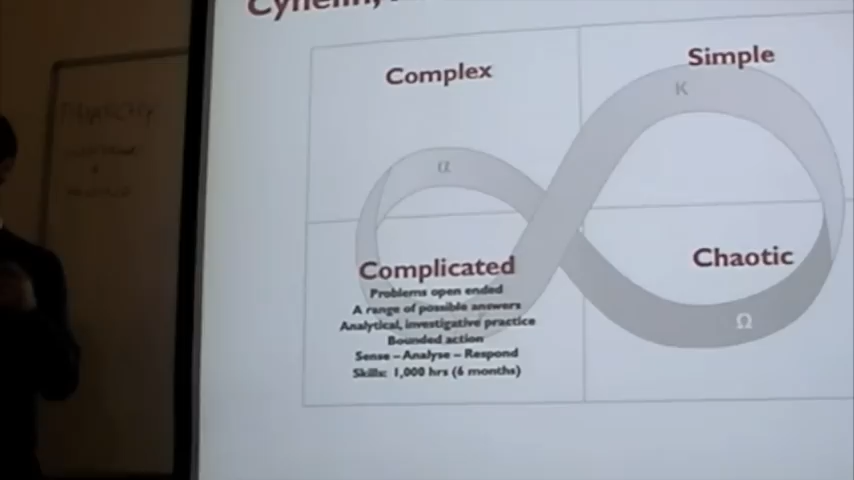 Cynefin,
Complex
Simple
K
α
Complicated
Problems open ended
A range of possible answers
Analytical, investigative practice
Bounded action
Sense – Analyse – Respond
Skills: 1,000 hrs (6 months)
Chaotic
Ω